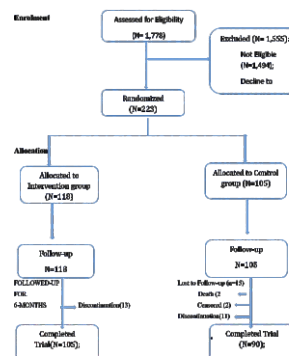 Enrolment
Assessed for Eligibility
(N= 1,778)
Excluded (N= 1,555):
Not Eligible
(N=1,494);
Decline to
Randomized
(N=223)
Allocation
Allocated to
Intervention group
(N=118)
Allocated to Control
group (N=105)
Follow-up
N=118
Follow-up
N=105
FOLLOWED-UP
FOR
6-MONTHS
Discontinuation(13)
Lost to Follow-up (n=15)
Death (2
Censored (2)
Discontinuation(11)
Completed
Trial(N=105);
Completed Trial
(N=90);